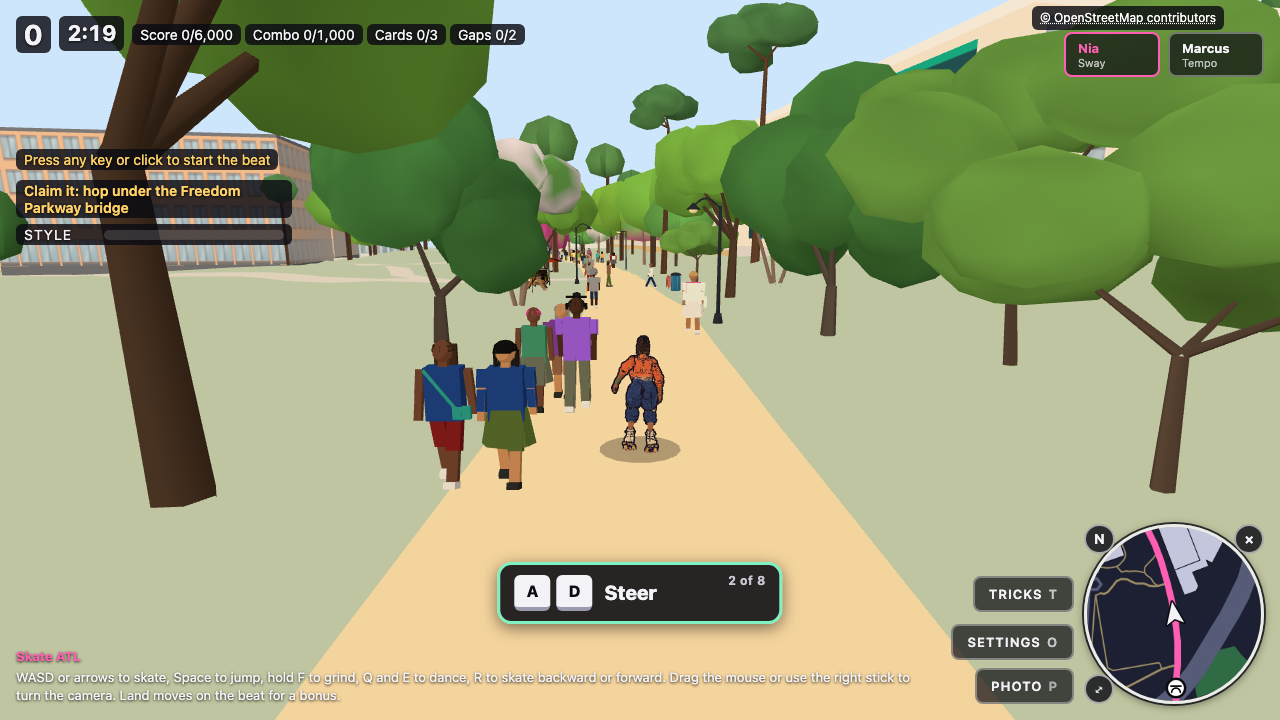 0
2:19
Score 0/6,000
Combo 0/1,000
Cards 0/3
Gaps 0/2
© OpenStreetMap contributors
Nia
Sway
Marcus
Tempo
Press any key or click to start the beat
Claim it: hop under the Freedom
Parkway bridge
STYLE
A D Steer
2 of 8
N
×
TRICKS T
SETTINGS O
PHOTO P
Skate ATL
WASD or arrows to skate, Space to jump, hold F to grind, Q and E to dance, R to skate backward or forward. Drag the mouse or use the right stick to
turn the camera. Land moves on the beat for a bonus.